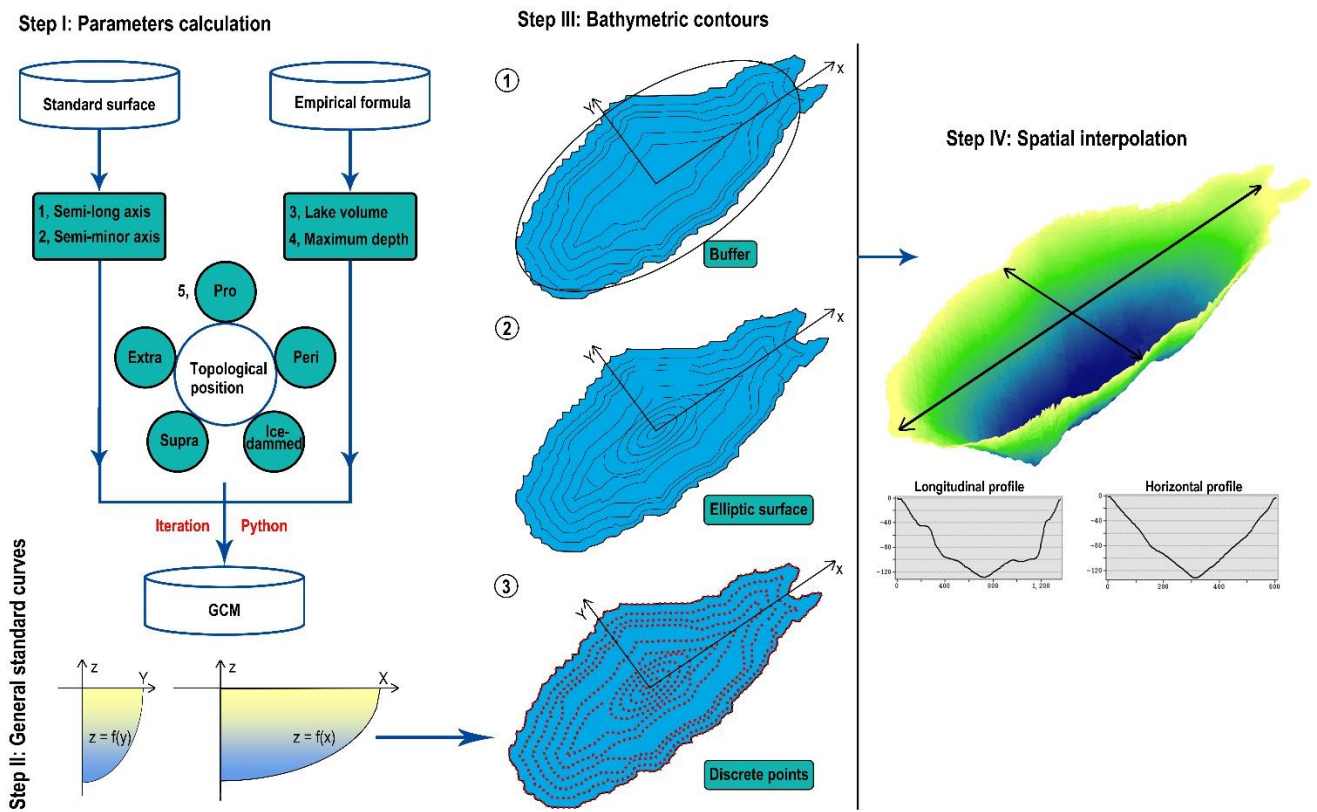 Step I: Parameters calculation
Standard surface
Empirical formula
1, Semi-long axis
2, Semi-minor axis
3, Lake volume
4, Maximum depth
5,
Pro
Extra
Peri
Topological
position
Supra
Ice-
dammed
Iteration
Python
GCM
Step II: General standard curves
z
Y
z = f(y)
z
X
z = f(x)
Step III: Bathymetric contours
1
X
Y
Buffer
2
X
Y
Elliptic surface
3
X
Y
Discrete points
Step IV: Spatial interpolation
Longitudinal profile
0
-40
-80
-120
0
400
800
1,200
Horizontal profile
0
-40
-80
-120
0
200
400
600